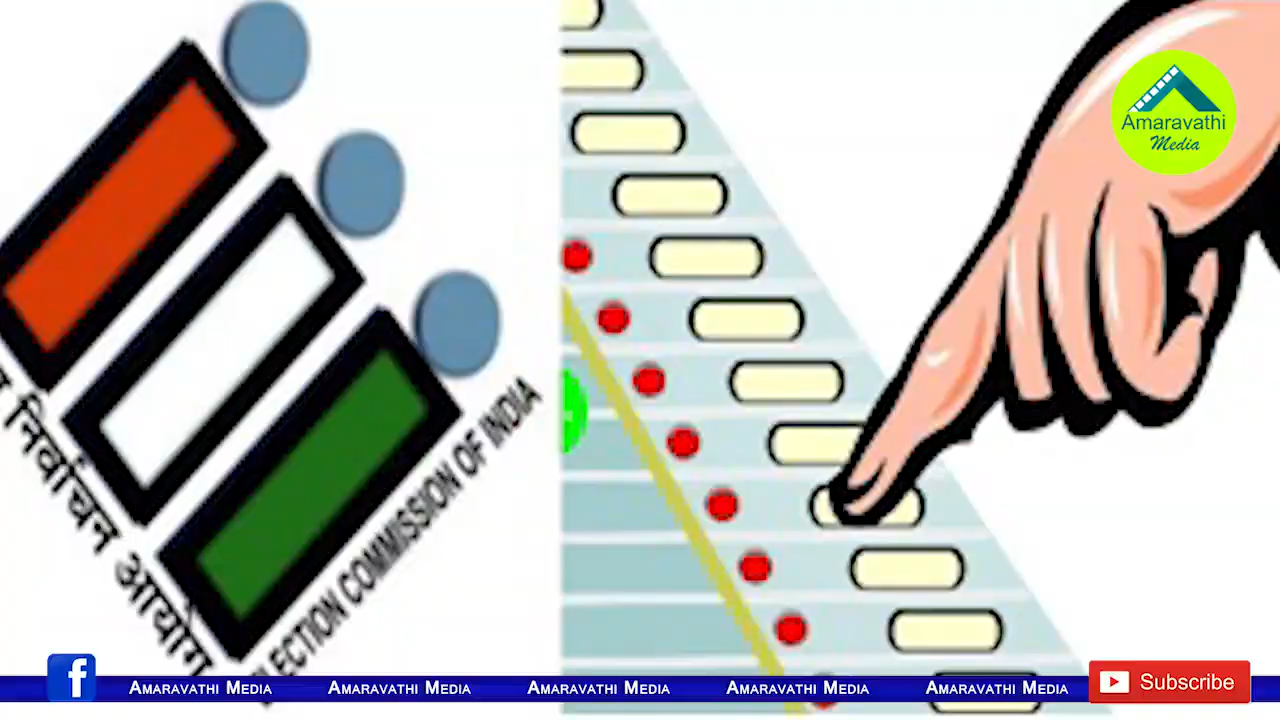 निर्वाचन आयोग
ELECTION COMMISSION OF INDIA
Amaravathi
Media
f
Amaravathi Media Amaravathi Media Amaravathi Media Amaravathi Media Amaravathi Media
Subscribe